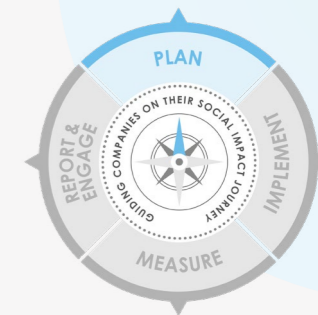 PLAN
IMPLEMENT
MEASURE
REPORT &
ENGAGE
GUIDING COMPANIES ON THEIR SOCIAL IMPACT JOURNEY